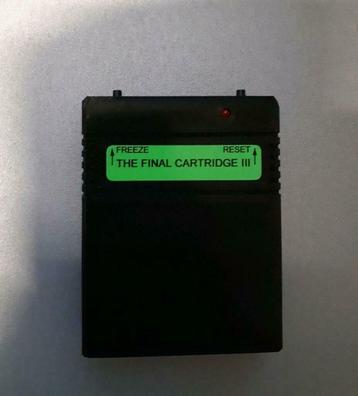 FREEZE RESET
THE FINAL CARTRIDGE III